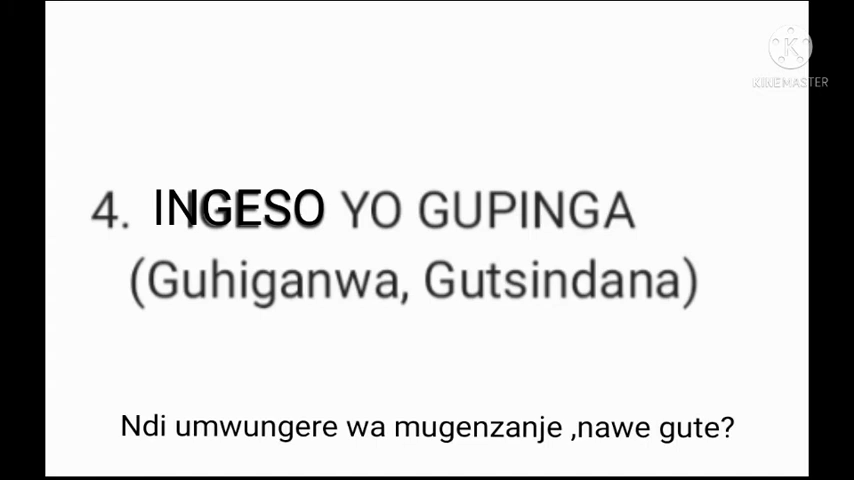 K
KINEMASTER
4. INGESO YO GUPINGA
(Guhiganwa, Gutsindana)
Ndi umwungere wa mugenzanje ,nawe gute?